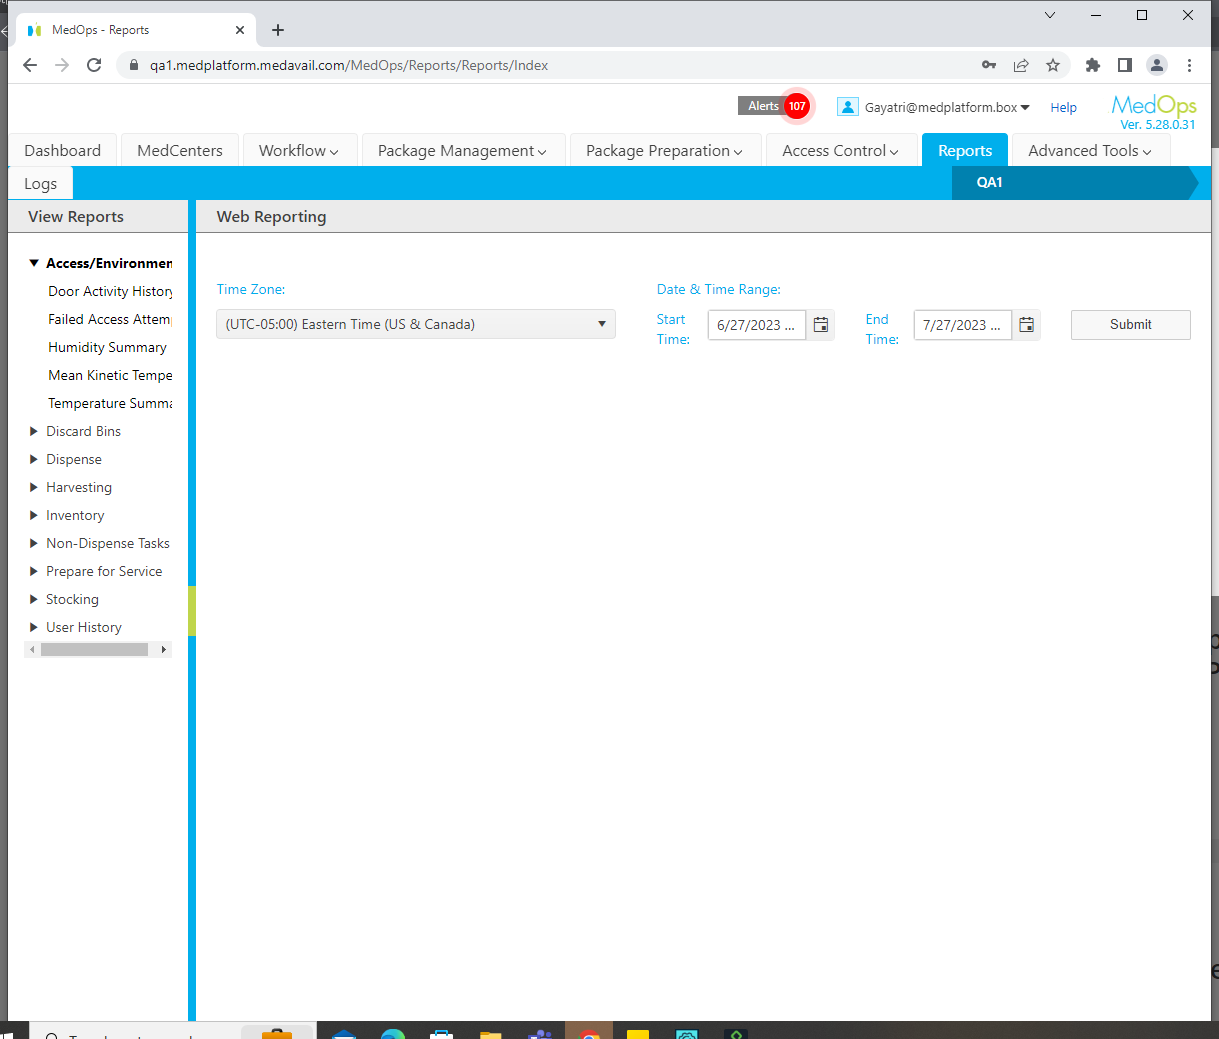 MedOps - Reports
qa1.medplatform.medavail.com/MedOps/Reports/Reports/Index
Alerts 107 Gayatri@medplatform.box Help MedOps
Ver. 5.28.0.31
Dashboard MedCenters Workflow Package Management Package Preparation Access Control Reports Advanced Tools
Logs QA1
View Reports Web Reporting
Access/Environmen
Door Activity History
Time Zone: Date & Time Range:
Failed Access Attem
(UTC-05:00) Eastern Time (US & Canada) Start Time: 6/27/2023 ... End Time: 7/27/2023 ... Submit
Humidity Summary
Mean Kinetic Tempe
Temperature Summa
Discard Bins
Dispense
Harvesting
Inventory
Non-Dispense Tasks
Prepare for Service
Stocking
User History